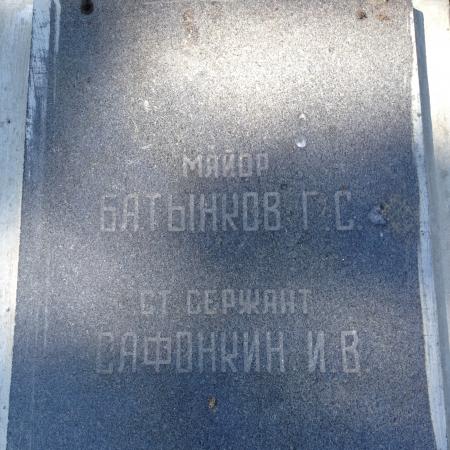 МАЙОР
БАТЫНКОВ Г.С.
СТ СЕРЖАНТ
САФОНКИН И.В.